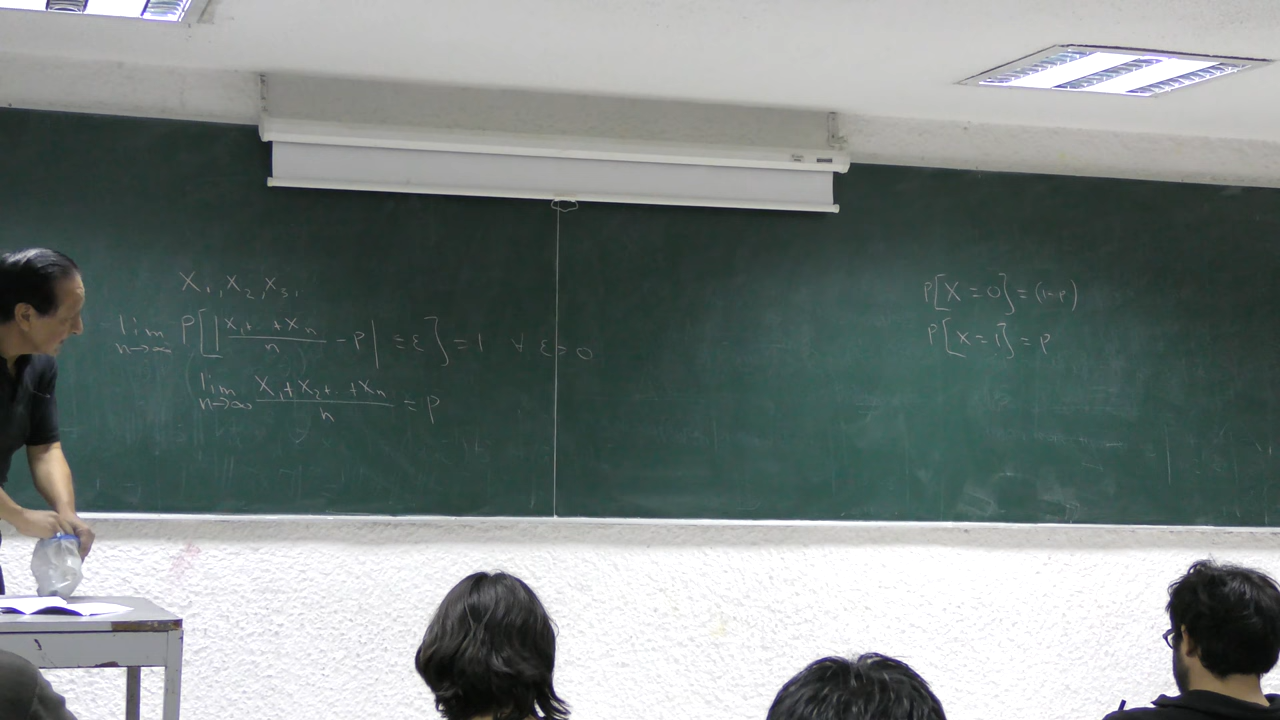 X₁, X₂, X₃,
lim n→∞ P[|(X₁+ +Xₙ)/n - P| ≤ ε] = 1 ∀ ε > 0
lim n→∞ (X₁+X₂+..+Xₙ)/n = P
P[X=0] = (1-P)
P[X=1] = P